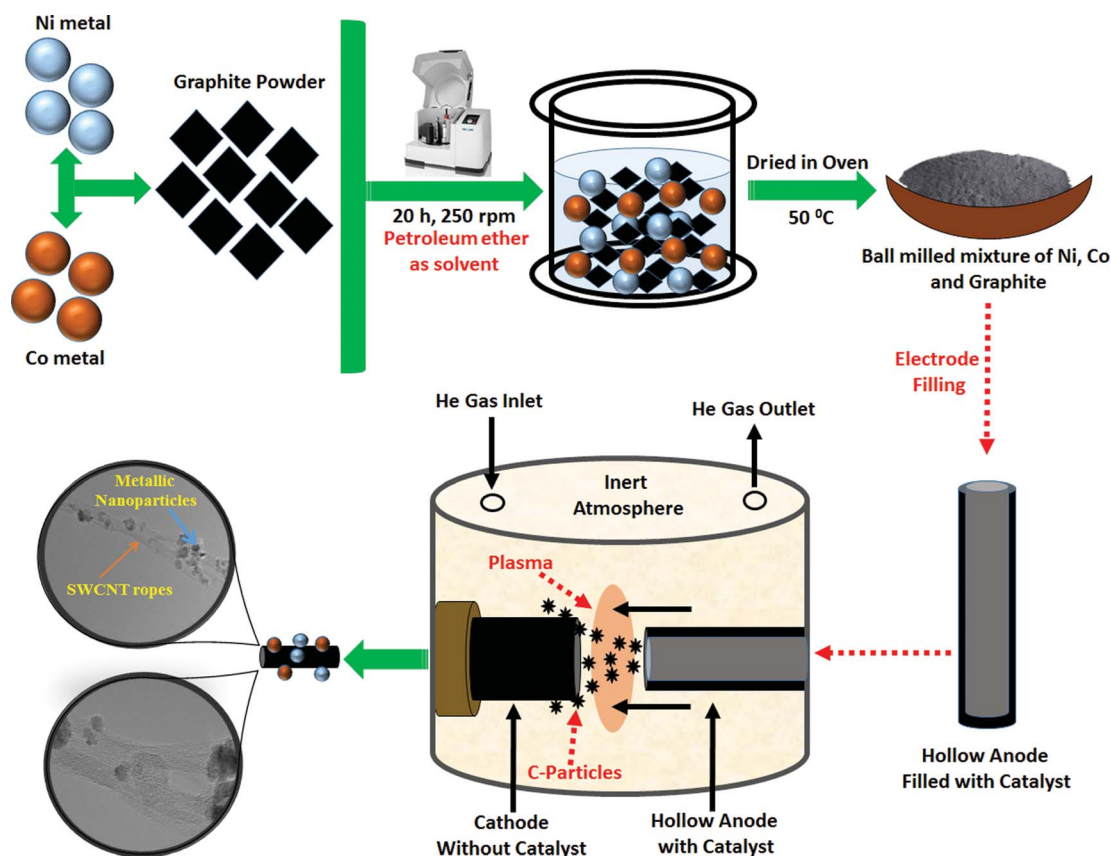 Ni metal
Graphite Powder
Co metal
20 h, 250 rpm
Petroleum ether
as solvent
Dried in Oven
50 ⁰C
Ball milled mixture of Ni, Co
and Graphite
Electrode
Filling
Hollow Anode
Filled with Catalyst
He Gas Inlet
He Gas Outlet
Inert
Atmosphere
Plasma
C-Particles
Cathode
Without Catalyst
Hollow Anode
with Catalyst
Metallic
Nanoparticles
SWCNT ropes